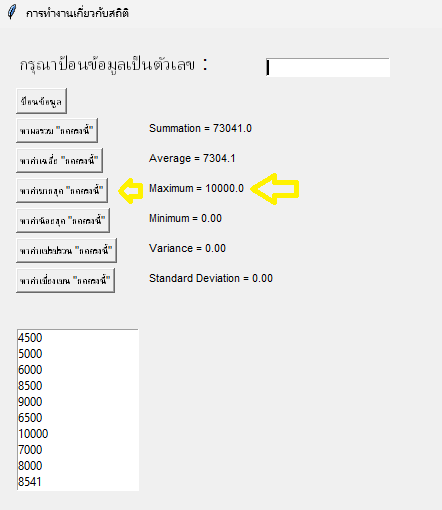 การทำงานเกี่ยวกับสถิติ
กรุณาป้อนข้อมูลเป็นตัวเลข :
ป้อนข้อมูล
หาผลรวม "กดตรงนี้" Summation = 73041.0
หาค่าเฉลี่ย "กดตรงนี้" Average = 7304.1
หาค่ามากสุด "กดตรงนี้" Maximum = 10000.0
หาค่าน้อยสุด "กดตรงนี้" Minimum = 0.00
หาค่าแปรปรวน "กดตรงนี้" Variance = 0.00
หาค่าเบี่ยงเบน "กดตรงนี้" Standard Deviation = 0.00
4500
5000
6000
8500
9000
6500
10000
7000
8000
8541